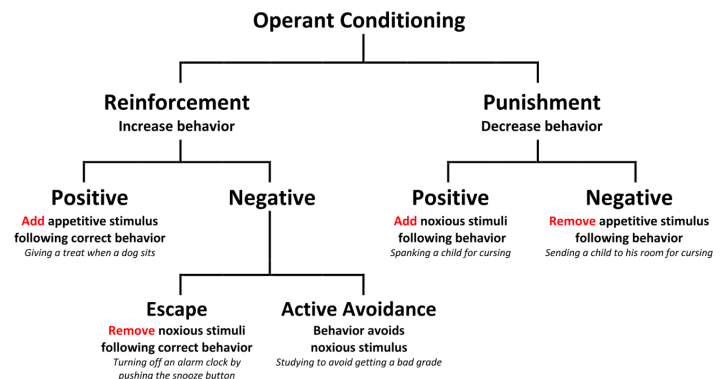 Operant Conditioning
Reinforcement
Increase behavior
Punishment
Decrease behavior
Positive
Add appetitive stimulus
following correct behavior
Giving a treat when a dog sits
Negative
Positive
Add noxious stimuli
following behavior
Spanking a child for cursing
Negative
Remove appetitive stimulus
following behavior
Sending a child to his room for cursing
Escape
Remove noxious stimuli
following correct behavior
Turning off an alarm clock by
pushing the snooze button
Active Avoidance
Behavior avoids
noxious stimulus
Studying to avoid getting a bad grade